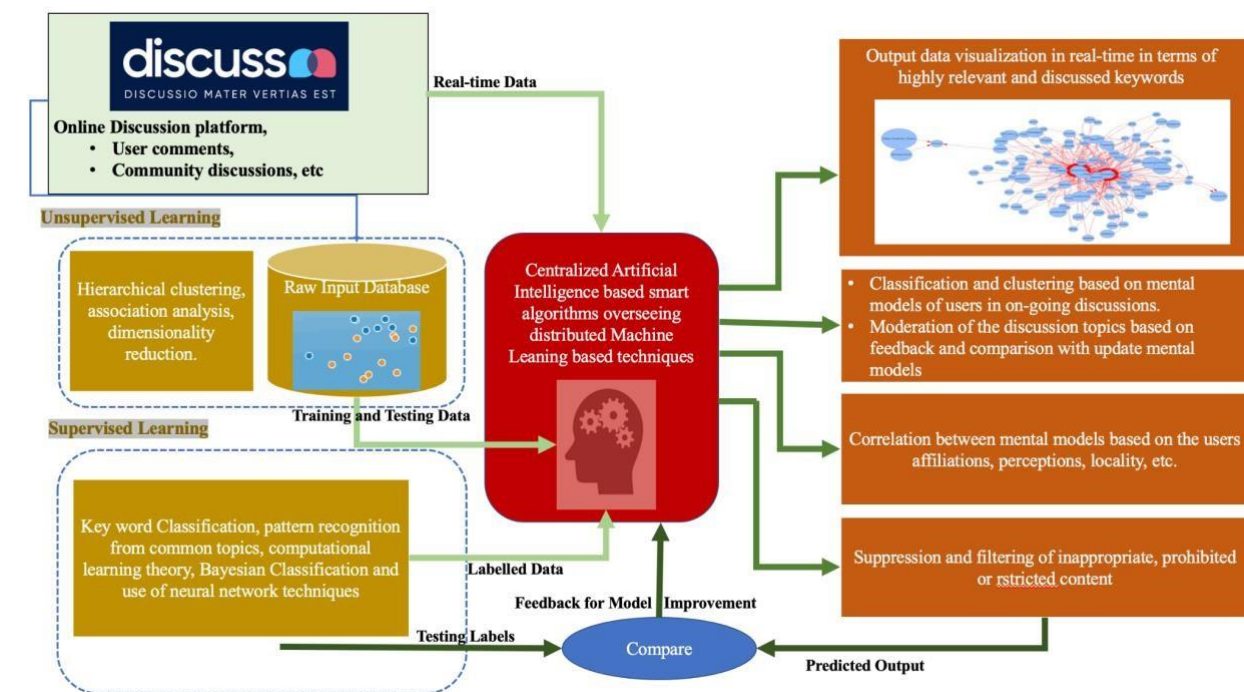 discuss
DISCUSSIO MATER VERTIAS EST
Online Discussion platform,
• User comments,
• Community discussions, etc
Real-time Data
Unsupervised Learning
Hierarchical clustering,
association analysis,
dimensionality
reduction.
Raw Input Database
Training and Testing Data
Supervised Learning
Key word Classification, pattern recognition
from common topics, computational
learning theory, Bayesian Classification and
use of neural network techniques
Labelled Data
Testing Labels
Centralized Artificial
Intelligence based smart
algorithms overseeing
distributed Machine
Leaning based techniques
Feedback for Model Improvement
Compare
Predicted Output
Output data visualization in real-time in terms of
highly relevant and discussed keywords
• Classification and clustering based on mental
models of users in on-going discussions.
• Moderation of the discussion topics based on
feedback and comparison with update mental
models
Correlation between mental models based on the users
affiliations, perceptions, locality, etc.
Suppression and filtering of inappropriate, prohibited
or rstricted content